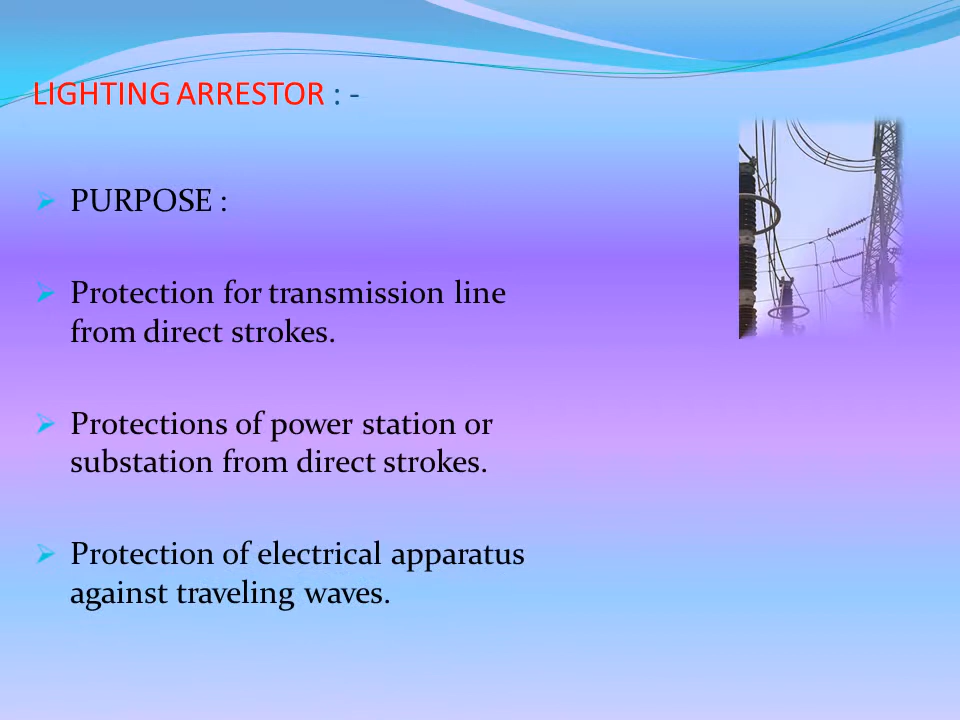 LIGHTING ARRESTOR : -
PURPOSE :
Protection for transmission line
from direct strokes.
Protections of power station or
substation from direct strokes.
Protection of electrical apparatus
against traveling waves.